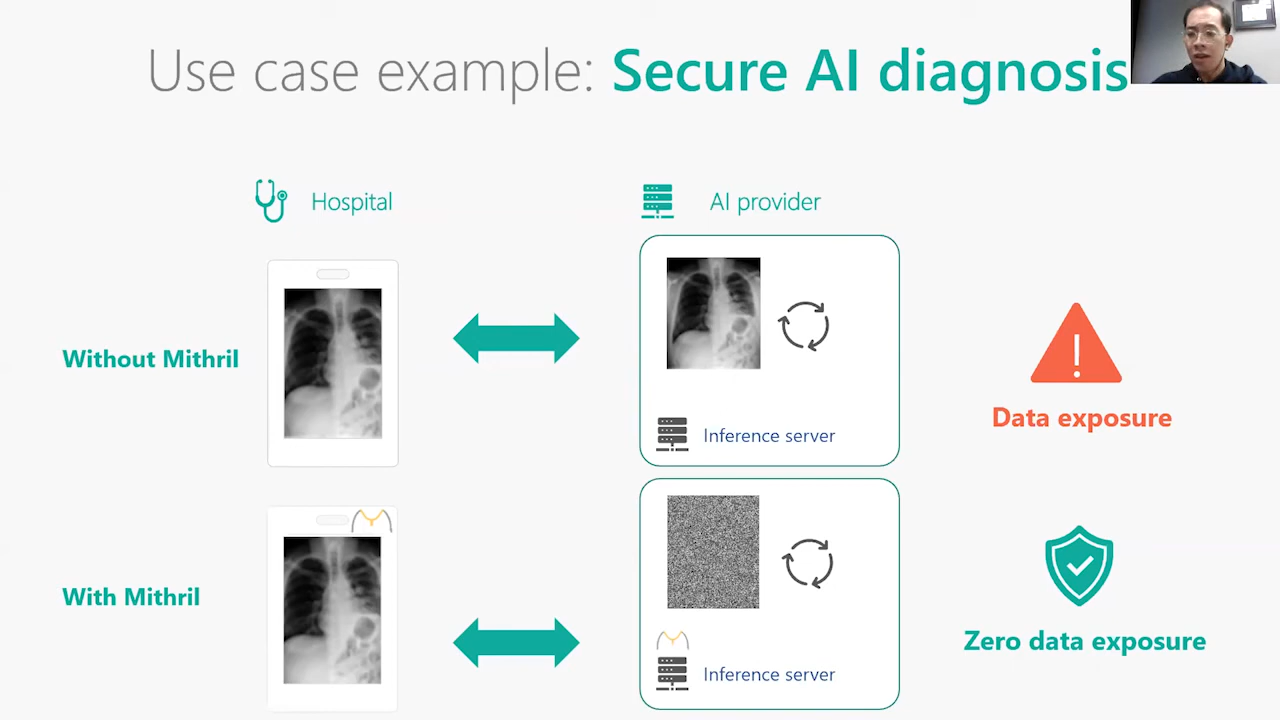 Use case example: Secure AI diagnosis
Hospital
AI provider
Without Mithril
Inference server
Data exposure
With Mithril
Inference server
Zero data exposure